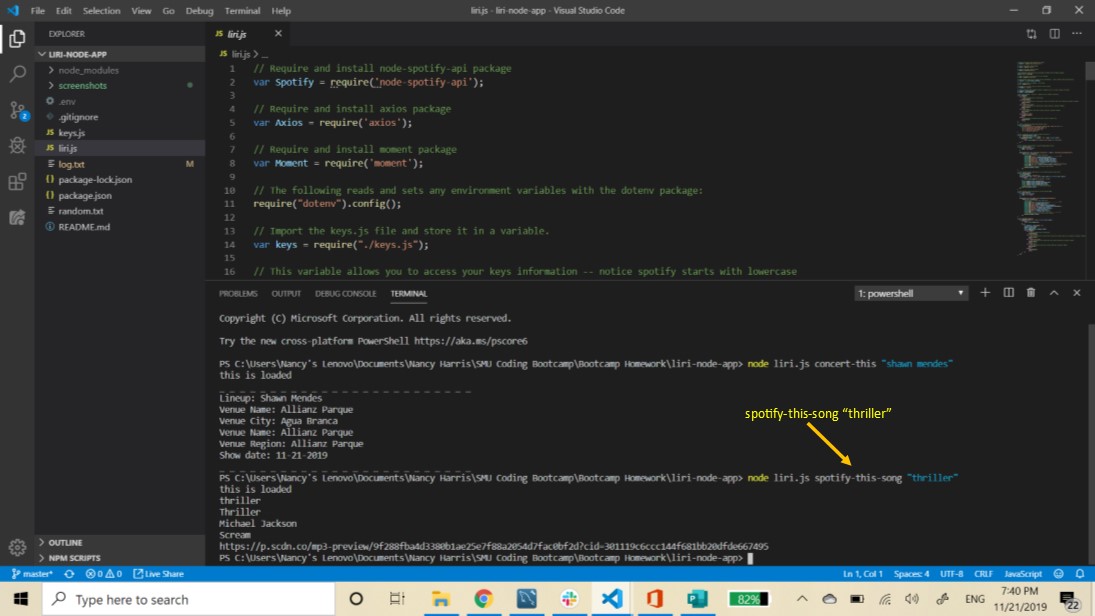 File Edit Selection View Go Debug Terminal Help
liri.js - liri-node-app - Visual Studio Code
EXPLORER
LIRI-NODE-APP
node_modules
screenshots
.env
.gitignore
JS keys.js
JS liri.js
log.txt M
{} package-lock.json
{} package.json
random.txt
README.md
OUTLINE
NPM SCRIPTS
2
JS liri.js
JS liri.js > ...
1 // Require and install node-spotify-api package
2 var Spotify = require('node-spotify-api');
3
4 // Require and install axios package
5 var Axios = require('axios');
6
7 // Require and install moment package
8 var Moment = require('moment');
9
10 // The following reads and sets any environment variables with the dotenv package:
11 require("dotenv").config();
12
13 // Import the keys.js file and store it in a variable.
14 var keys = require("./keys.js");
15
16 // This variable allows you to access your keys information -- notice spotify starts with lowercase
PROBLEMS OUTPUT DEBUG CONSOLE TERMINAL
1: powershell
Copyright (C) Microsoft Corporation. All rights reserved.
Try the new cross-platform PowerShell https://aka.ms/pscore6
PS C:\Users\Nancy's Lenovo\Documents\Nancy Harris\SMU Coding Bootcamp\Bootcamp Homework\liri-node-app> node liri.js concert-this "shawn mendes"
this is loaded
_ _ _ _ _ _ _ _ _ _ _ _ _ _ _ _ _ _ _ _ _ _ _ _ _ _
Lineup: Shawn Mendes
Venue Name: Allianz Parque
Venue City: Agua Branca
Venue Name: Allianz Parque
Venue Region: Allianz Parque
Show date: 11-21-2019
_ _ _ _ _ _ _ _ _ _ _ _ _ _ _ _ _ _ _ _ _ _ _ _ _ _
spotify-this-song “thriller”
PS C:\Users\Nancy's Lenovo\Documents\Nancy Harris\SMU Coding Bootcamp\Bootcamp Homework\liri-node-app> node liri.js spotify-this-song "thriller"
this is loaded
thriller
Thriller
Michael Jackson
Scream
https://p.scdn.co/mp3-preview/9f288fba4d3380b1ae25e7f88a2054d7fac0bf2d?cid=301119c6ccc144f681bb20dfde667495
PS C:\Users\Nancy's Lenovo\Documents\Nancy Harris\SMU Coding Bootcamp\Bootcamp Homework\liri-node-app>
master* 0 0 Live Share
Ln 1, Col 1 Spaces: 4 UTF-8 CRLF JavaScript
Type here to search
82%
ENG
7:40 PM
11/21/2019
22